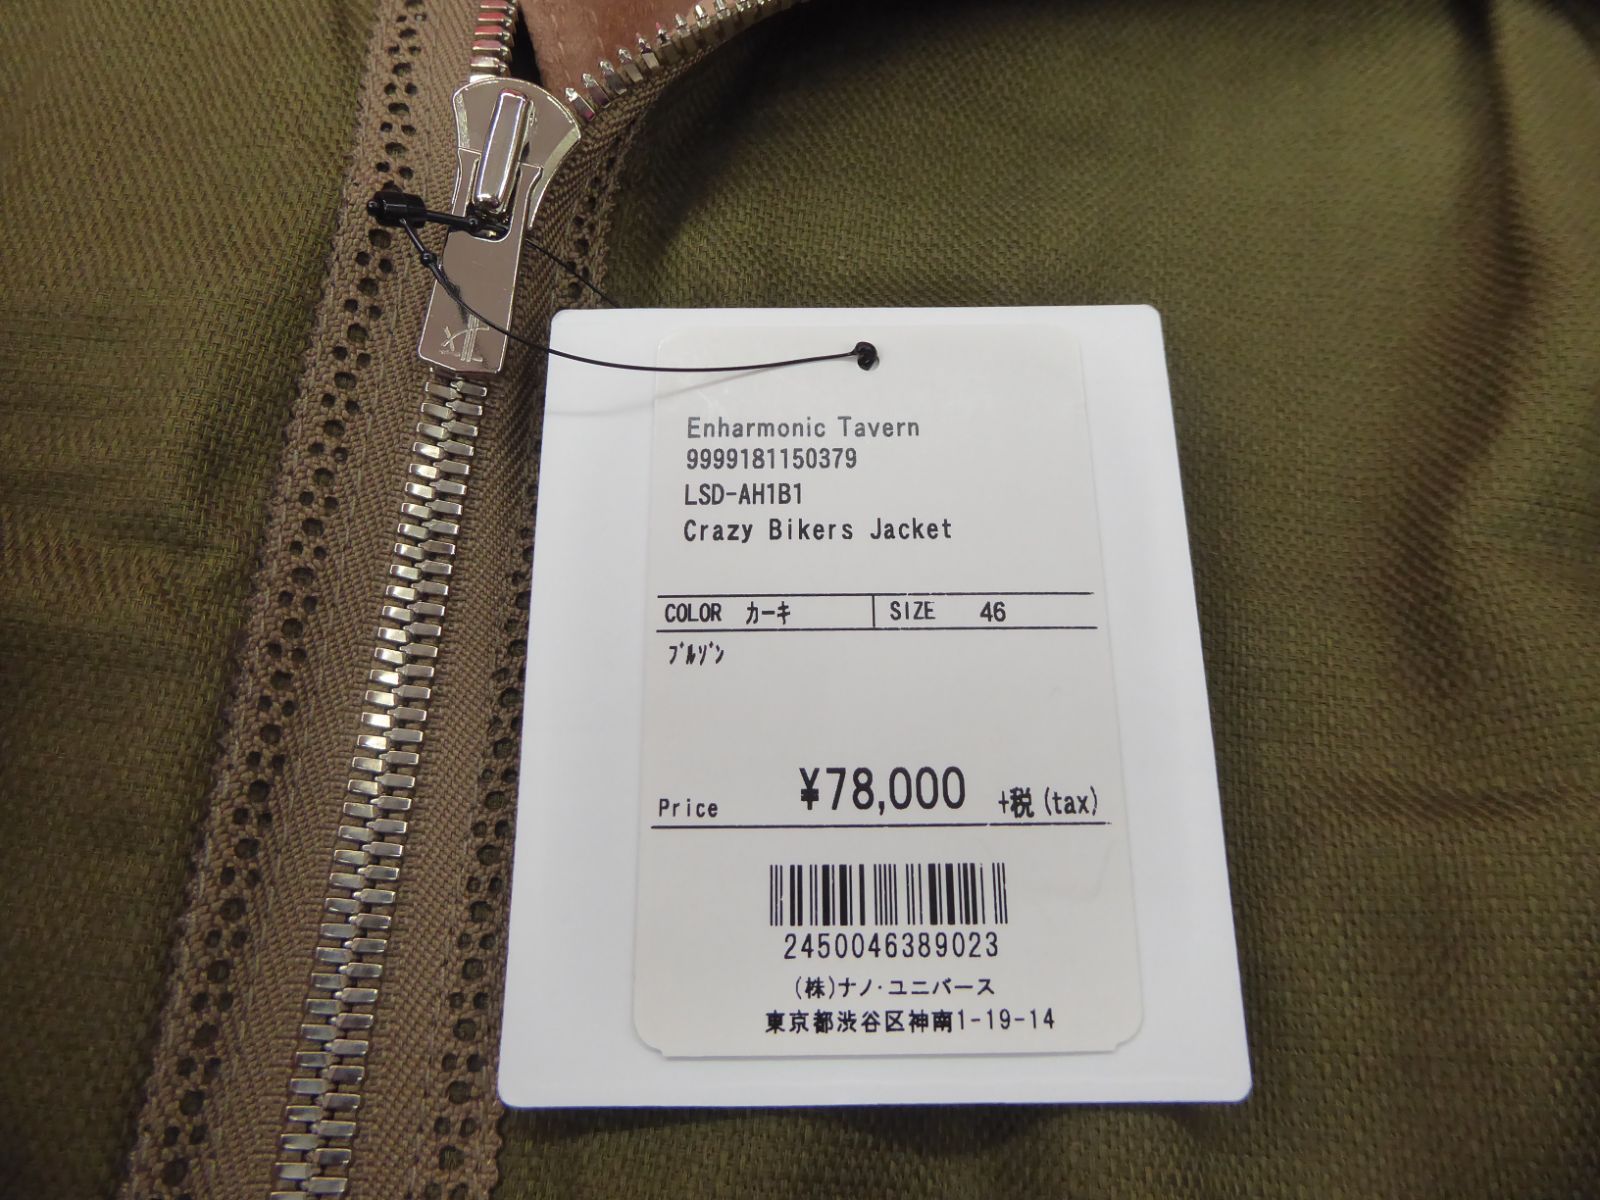 Enharmonic Tavern
9999181150379
LSD-AH1B1
Crazy Bikers Jacket
COLOR カーキ SIZE 46
ブルゾン
Price ¥78,000 +税(tax)
2450046389023
(株)ナノ・ユニバース
東京都渋谷区神南1-19-14